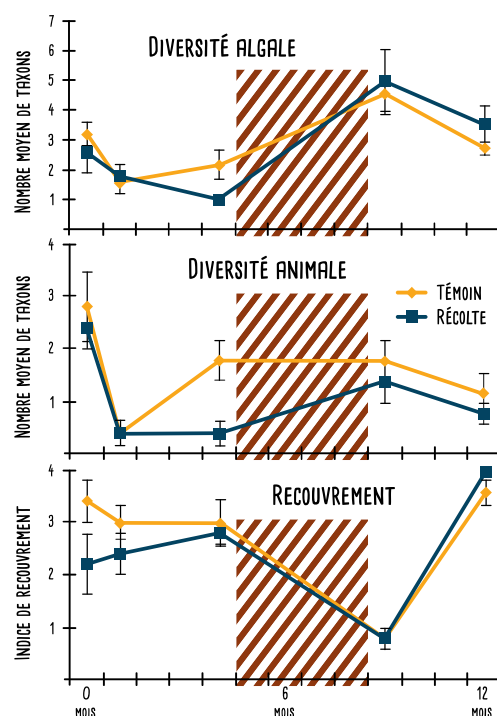 DIVERSITÉ ALGALE
NOMBRE MOYEN DE TAXONS
7
6
5
4
3
2
1
DIVERSITÉ ANIMALE
NOMBRE MOYEN DE TAXONS
4
3
2
1
TÉMOIN
RÉCOLTE
RECOUVREMENT
INDICE DE RECOUVREMENT
4
3
2
1
0 6 12
MOIS MOIS MOIS